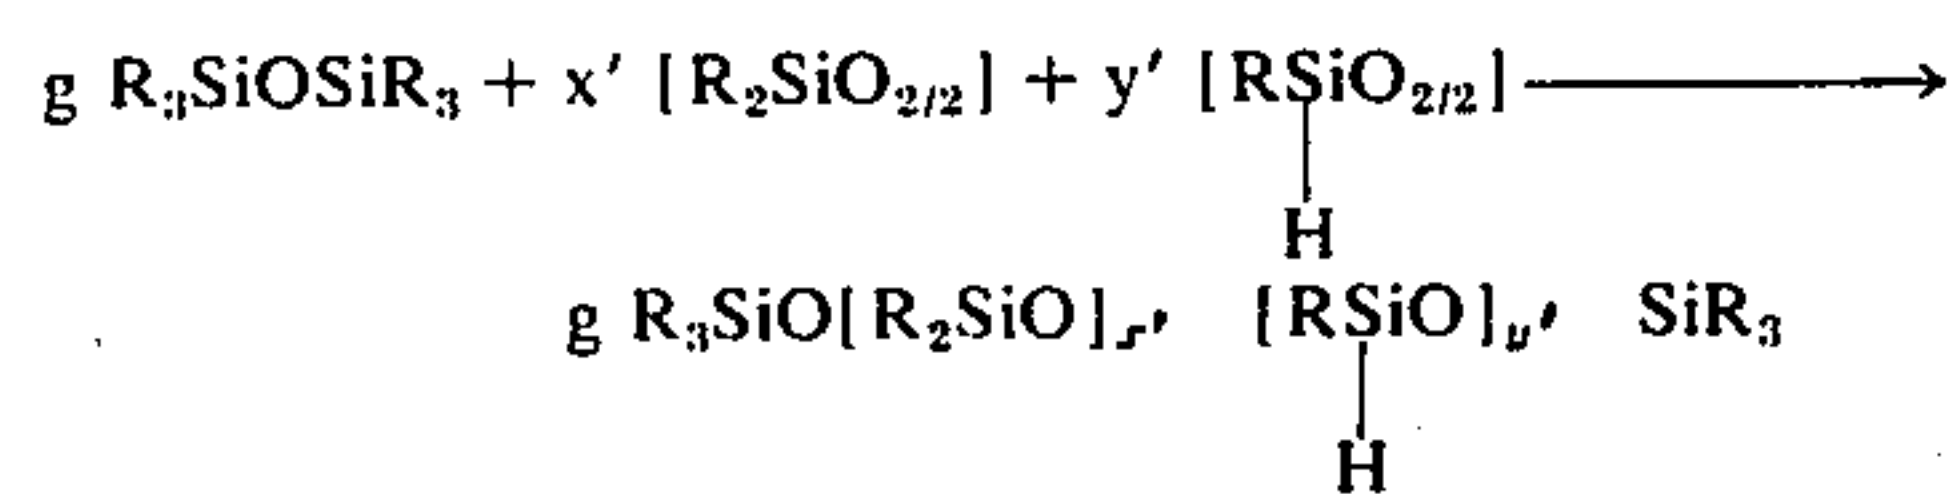 g R₃SiOSiR₃ + x′ [R₂SiO₂/₂] + y′ [RSiO₂/₂] ⟶
H
g R₃SiO[R₂SiO]ₓ′ [RSiO]ᵧ′ SiR₃
H